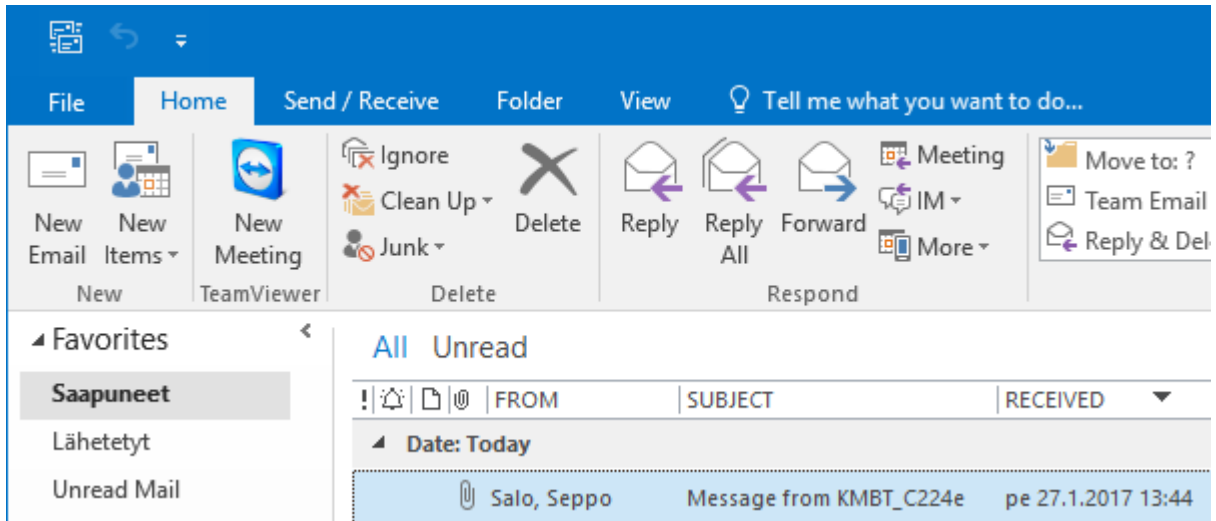 File Home Send / Receive Folder View Tell me what you want to do...
New Email
New Items
New Meeting
Ignore
Clean Up
Junk
Delete
Reply
Reply All
Forward
Meeting
IM
More
Move to: ?
Team Email
Reply & Del
New TeamViewer Delete Respond
Favorites
Saapuneet
Lähetetyt
Unread Mail
All Unread
! FROM SUBJECT RECEIVED
Date: Today
Salo, Seppo Message from KMBT_C224e pe 27.1.2017 13:44